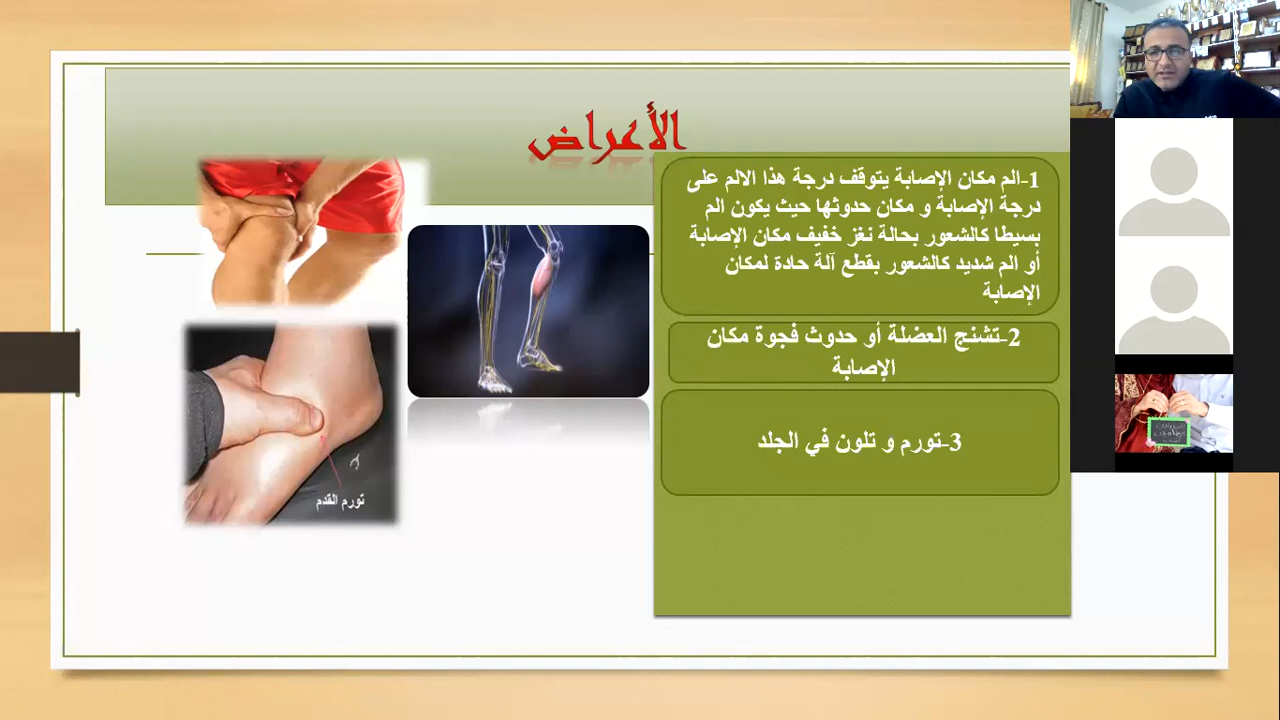 الأعراض
1-الم مكان الإصابة يتوقف درجة هذا الالم على
درجة الإصابة و مكان حدوثها حيث يكون الم
بسيطا كالشعور بحالة نغز خفيف مكان الإصابة
أو الم شديد كالشعور بقطع آلة حادة لمكان
الإصابة
2-تشنج العضلة أو حدوث فجوة مكان
الإصابة
3-تورم و تلون في الجلد
تورم القدم